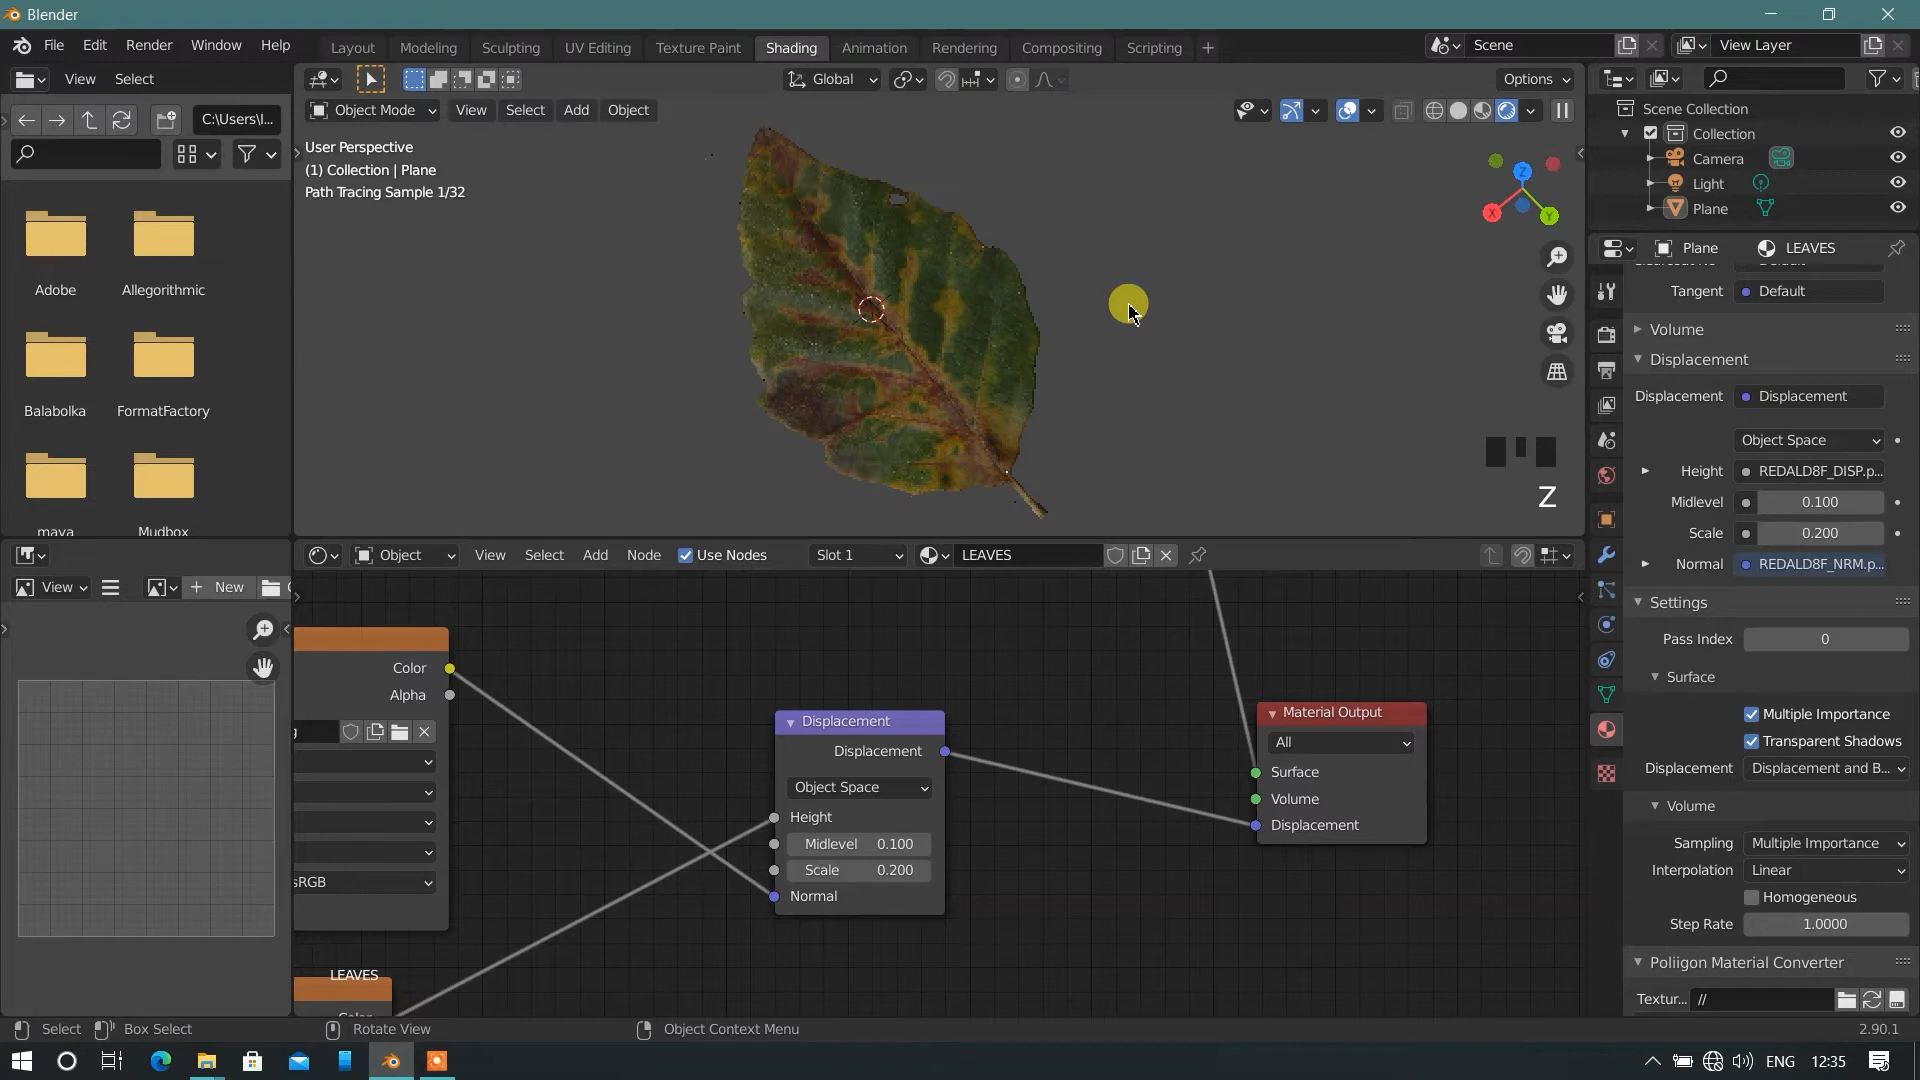 Blender
File Edit Render Window Help
Layout Modeling Sculpting UV Editing Texture Paint Shading Animation Rendering Compositing Scripting +
Scene
View Layer
View Select
C:\Users\I...
Global
Options
Object Mode View Select Add Object
User Perspective
(1) Collection | Plane
Path Tracing Sample 1/32
Z
X
Y
Z
Adobe
Allegorithmic
Balabolka
FormatFactory
maya
Mudbox
Scene Collection
Collection
Camera
Light
Plane
Plane
LEAVES
Tangent
Default
Volume
Displacement
Displacement
Displacement
Object Space
Height
REDALD8F_DISP.p...
Midlevel
0.100
Scale
0.200
Normal
REDALD8F_NRM.p...
Settings
Pass Index
0
Surface
Multiple Importance
Transparent Shadows
Displacement
Displacement and B...
Volume
Sampling
Multiple Importance
Interpolation
Linear
Homogeneous
Step Rate
1.0000
Poliigon Material Converter
Textur...
//
Object View Select Add Node Use Nodes Slot 1 LEAVES
View
+ New
Color
Alpha
sRGB
LEAVES
Displacement
Displacement
Object Space
Height
Midlevel 0.100
Scale 0.200
Normal
Material Output
All
Surface
Volume
Displacement
Select
Box Select
Rotate View
Object Context Menu
2.90.1
ENG
12:35